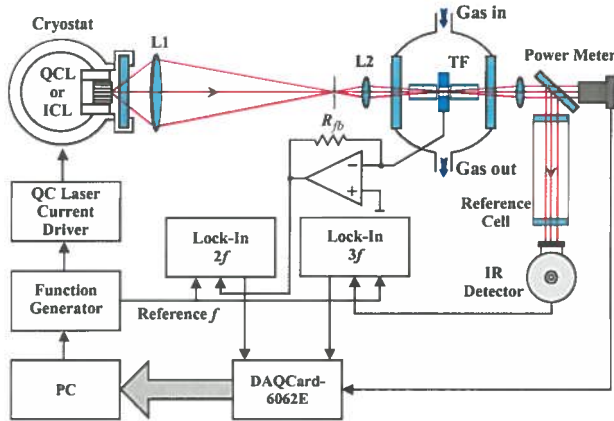 Cryostat
L1
Gas in
QCL
or
ICL
L2
TF
Power Meter
Rfb
−
+
Gas out
Reference
Cell
QC Laser
Current
Driver
Lock-In
2f
Lock-In
3f
IR
Detector
Function
Generator
Reference f
PC
DAQCard-
6062E